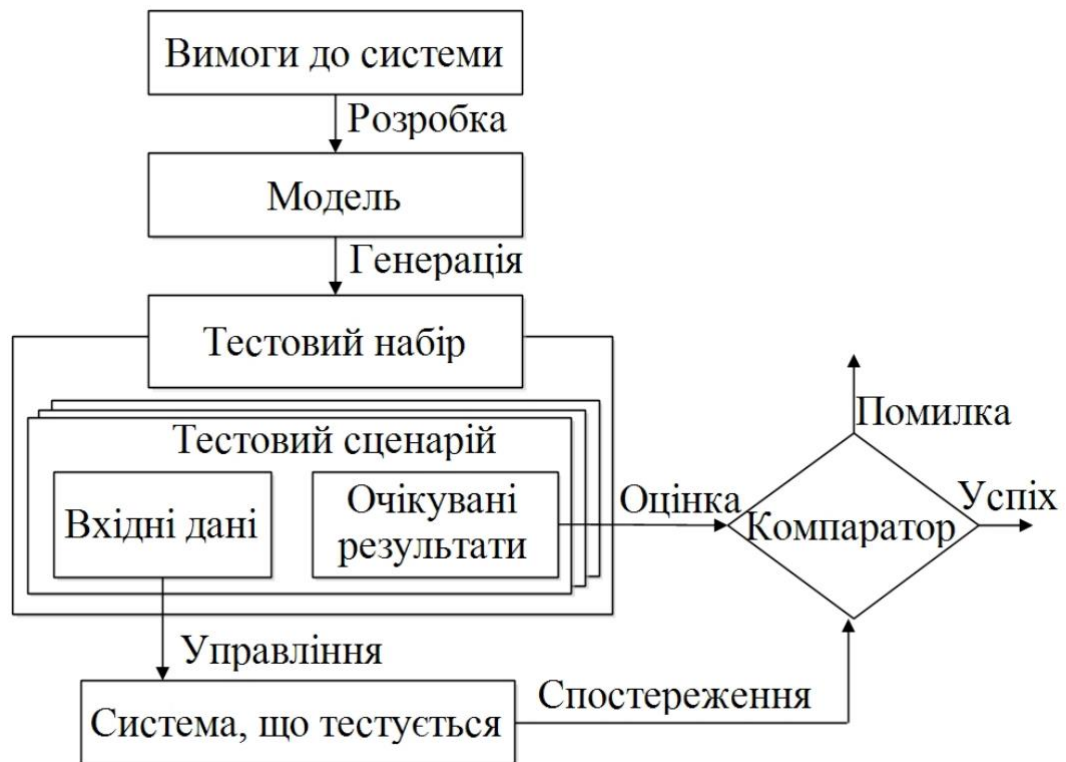 Вимоги до системи
Розробка
Модель
Генерація
Тестовий набір
Тестовий сценарій
Вхідні дані
Очікувані
результати
Оцінка
Компаратор
Помилка
Успіх
Управління
Система, що тестується
Спостереження